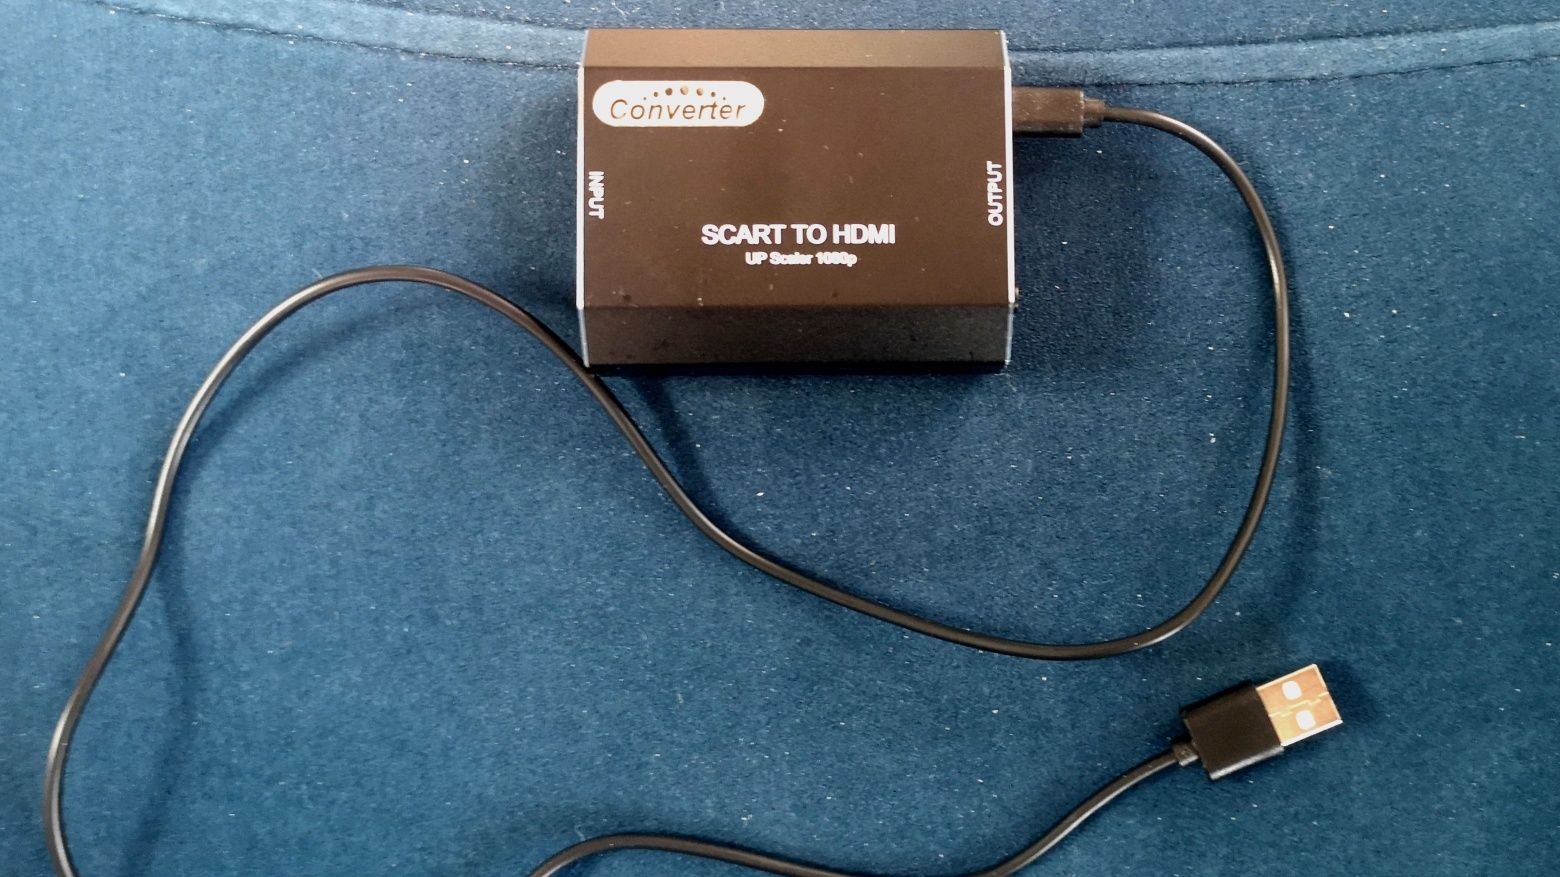 Converter
INPUT
OUTPUT
SCART TO HDMI
UP Scaler 1080p